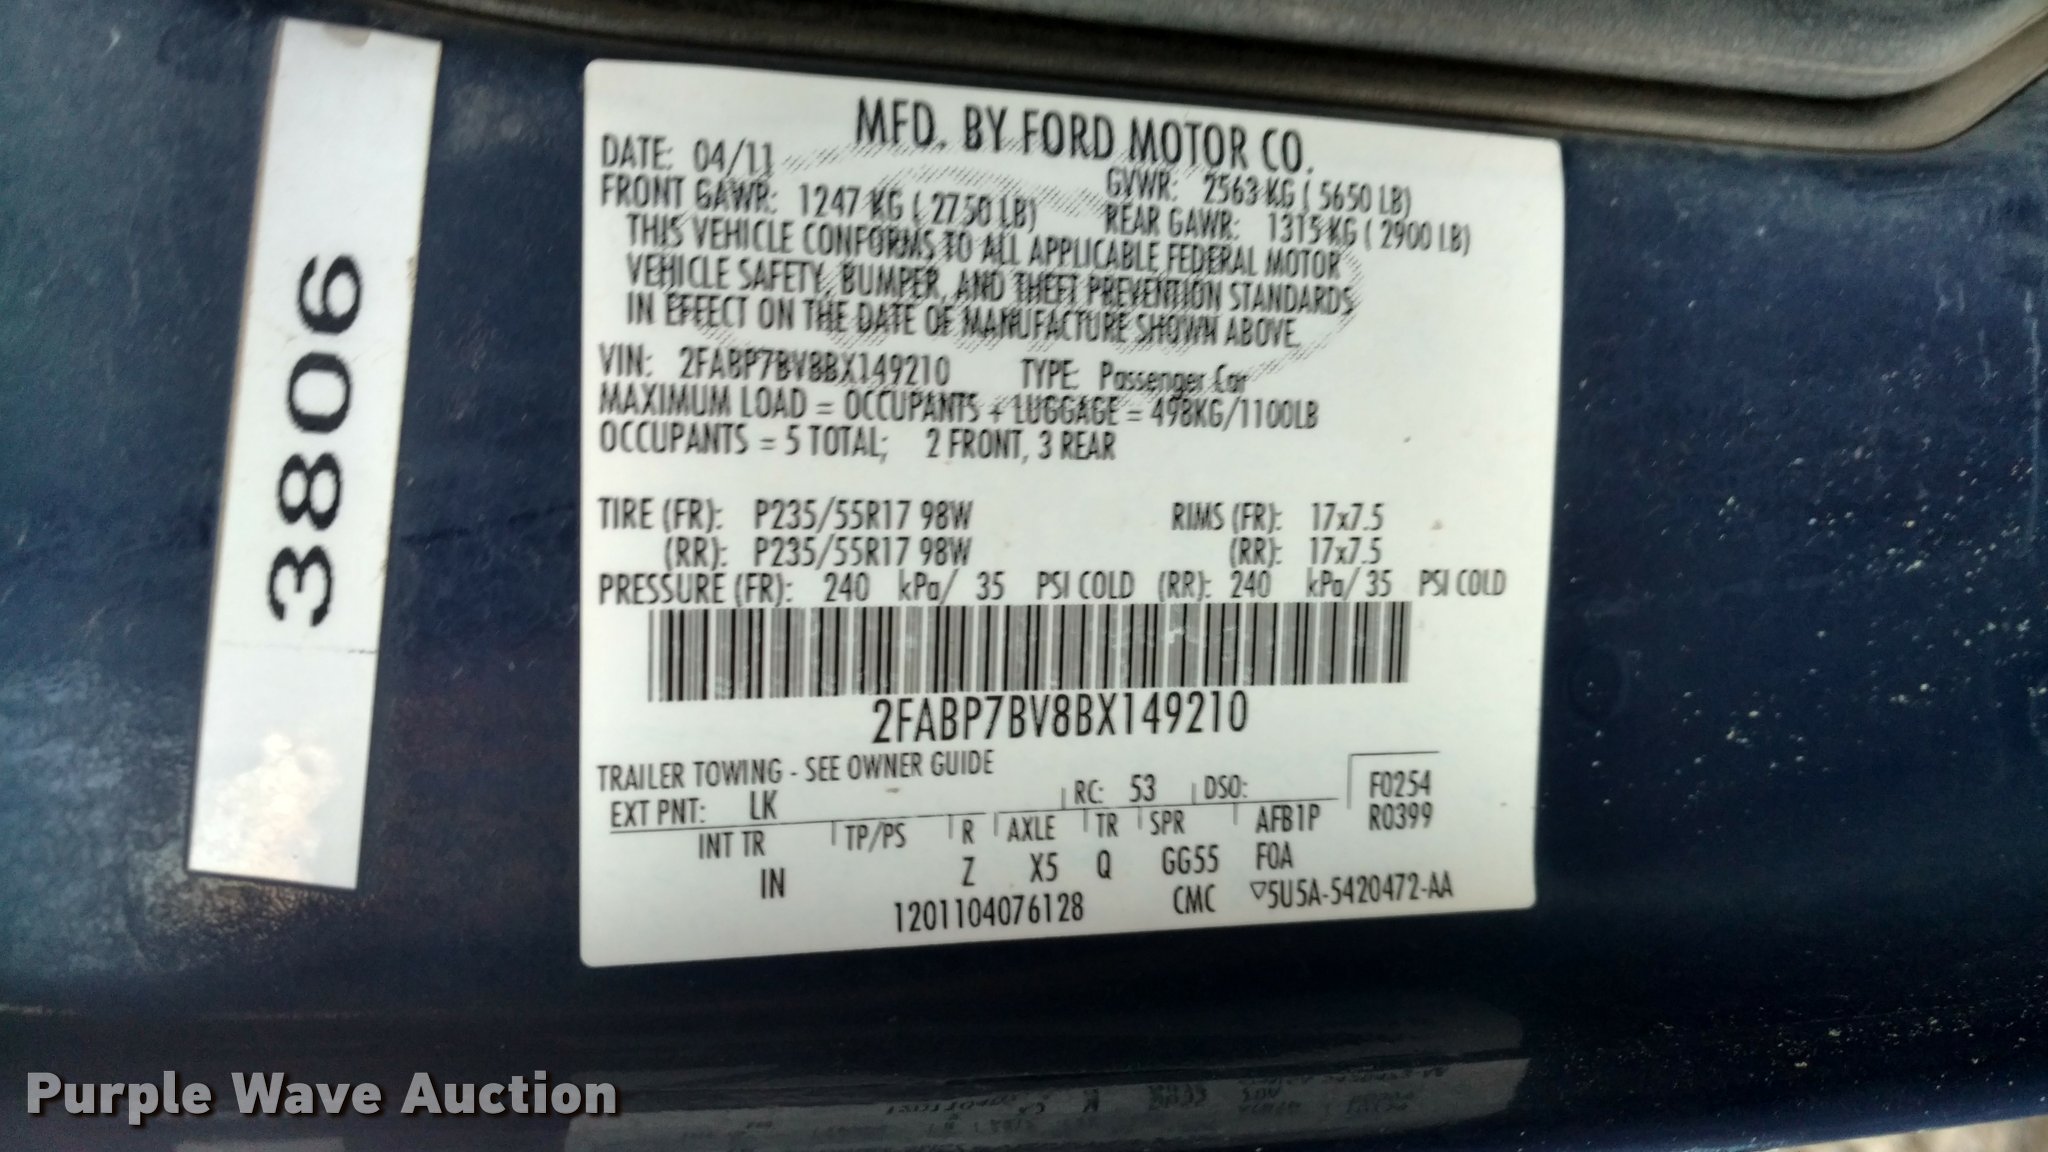 3806
MFD. BY FORD MOTOR CO.
DATE: 04/11
GVWR: 2563 KG ( 5650 LB)
FRONT GAWR: 1247 KG ( 2750 LB)
REAR GAWR: 1315 KG ( 2900 LB)
THIS VEHICLE CONFORMS TO ALL APPLICABLE FEDERAL MOTOR
VEHICLE SAFETY, BUMPER, AND THEFT PREVENTION STANDARDS
IN EFFECT ON THE DATE OF MANUFACTURE SHOWN ABOVE.
VIN: 2FABP7BV8BX149210 TYPE: Passenger Car
MAXIMUM LOAD = OCCUPANTS + LUGGAGE = 498KG/1100LB
OCCUPANTS = 5 TOTAL; 2 FRONT, 3 REAR
TIRE (FR): P235/55R17 98W RIMS (FR): 17x7.5
(RR): P235/55R17 98W (RR): 17x7.5
PRESSURE (FR): 240 kPa/ 35 PSI COLD (RR): 240 kPa/ 35 PSI COLD
2FABP7BV8BX149210
TRAILER TOWING - SEE OWNER GUIDE
EXT PNT: LK RC: 53 DSO: F0254
INT TR TP/PS R AXLE TR SPR AFB1P R0399
IN Z X5 Q GG55 FOA
1201104076128 CMC ▽5U5A-5420472-AA
Purple Wave Auction